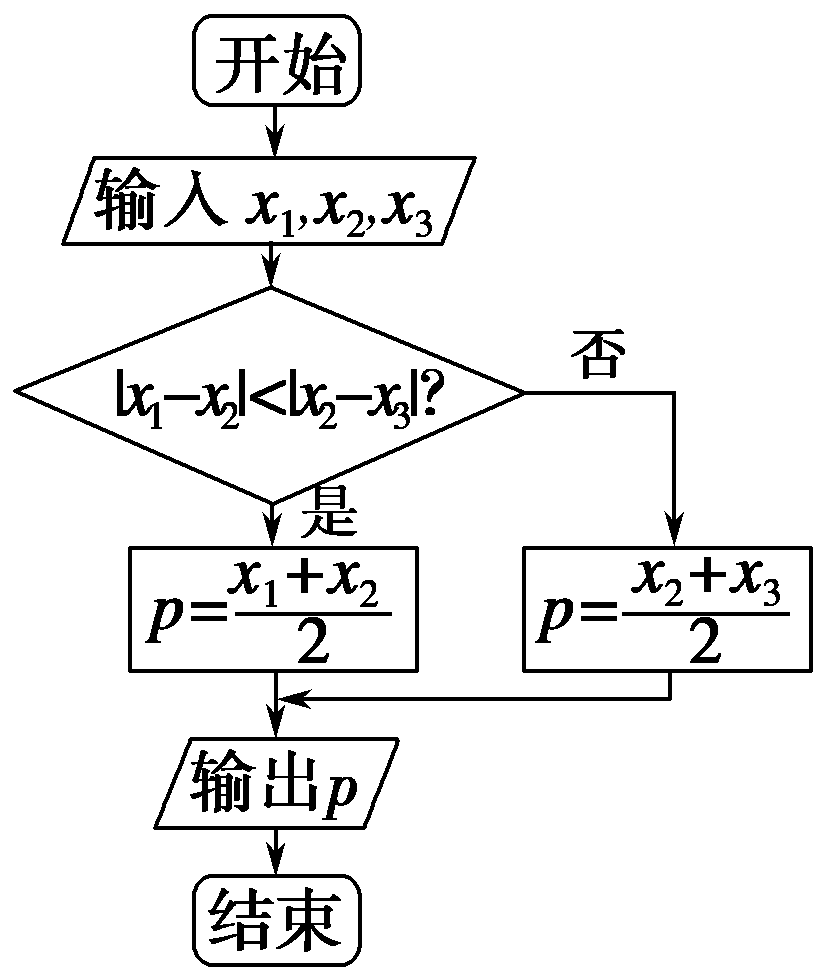 开始
输入 x₁,x₂,x₃
|x₁−x₂|<|x₂−x₃|?
否
是
p=(x₁+x₂)/2
p=(x₂+x₃)/2
输出p
结束